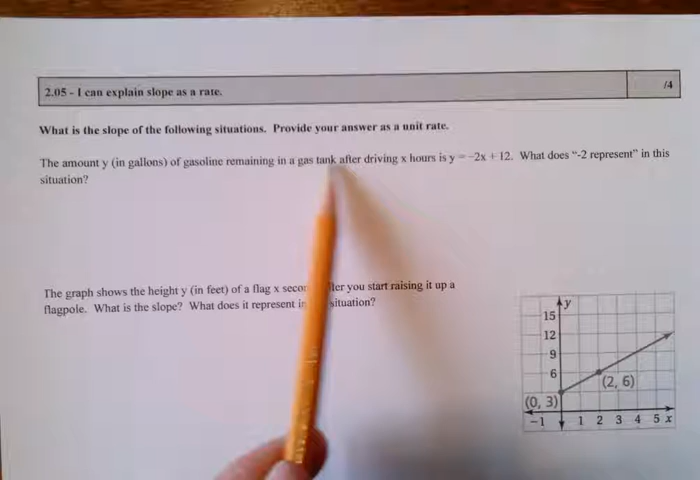 2.05 - I can explain slope as a rate.
/4
What is the slope of the following situations. Provide your answer as a unit rate.
The amount y (in gallons) of gasoline remaining in a gas tank after driving x hours is y = -2x + 12. What does "-2 represent" in this
situation?
The graph shows the height y (in feet) of a flag x you start raising it up a
flagpole. What is the slope? What does it represent situation?
y
15
12
9
6
(2, 6)
(0, 3)
-1 1 2 3 4 5 x